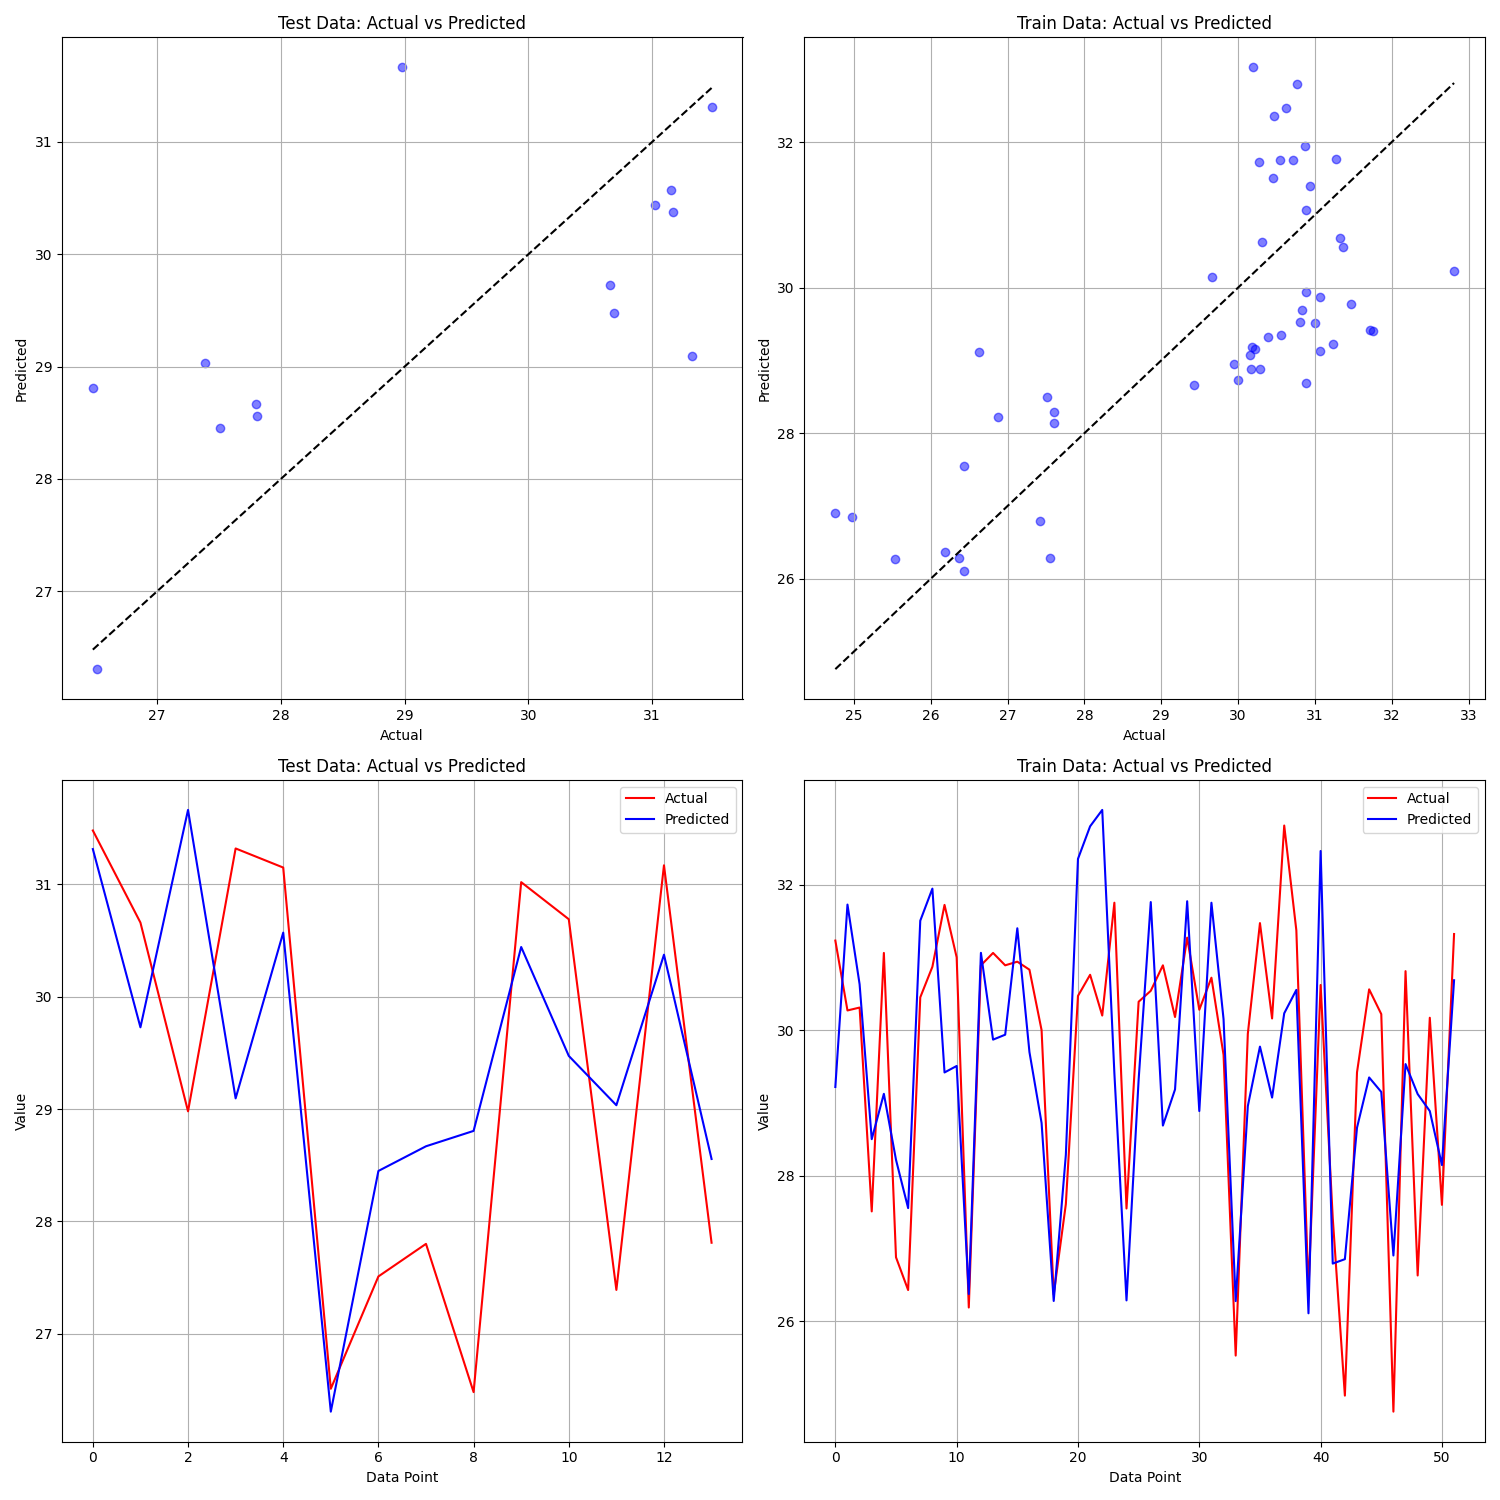 Test Data: Actual vs Predicted
Predicted
31
30
29
28
27
27 28 29 30 31
Actual
Train Data: Actual vs Predicted
Predicted
32
30
28
26
25 26 27 28 29 30 31 32 33
Actual
Test Data: Actual vs Predicted
Actual
Predicted
Value
31
30
29
28
27
0 2 4 6 8 10 12
Data Point
Train Data: Actual vs Predicted
Actual
Predicted
Value
32
30
28
26
0 10 20 30 40 50
Data Point